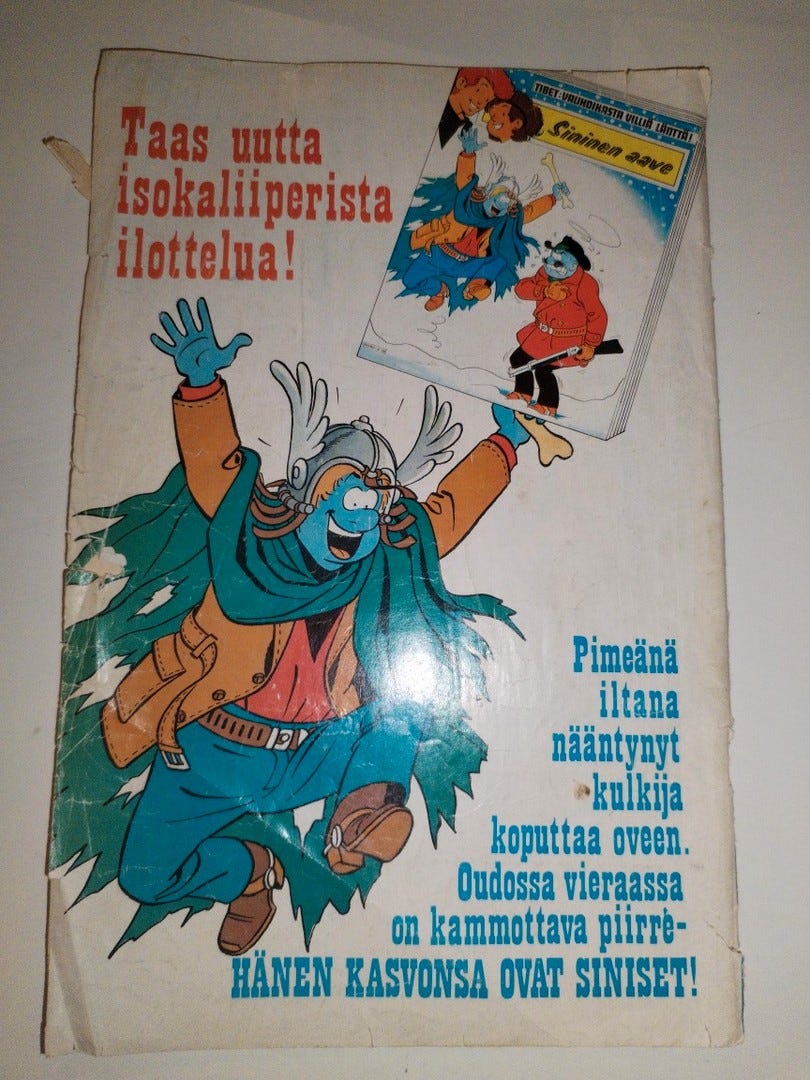 Taas uutta
isokaliiperista
ilottelua!
TIBET: VAUHDIKASTA VILLIÄ LÄNTTÄ!
Sininen aave
Pimeänä
iltana
nääntynyt
kulkija
koputtaa oveen.
Oudossa vieraassa
on kammottava piirre-
HÄNEN KASVONSA OVAT SINISET!